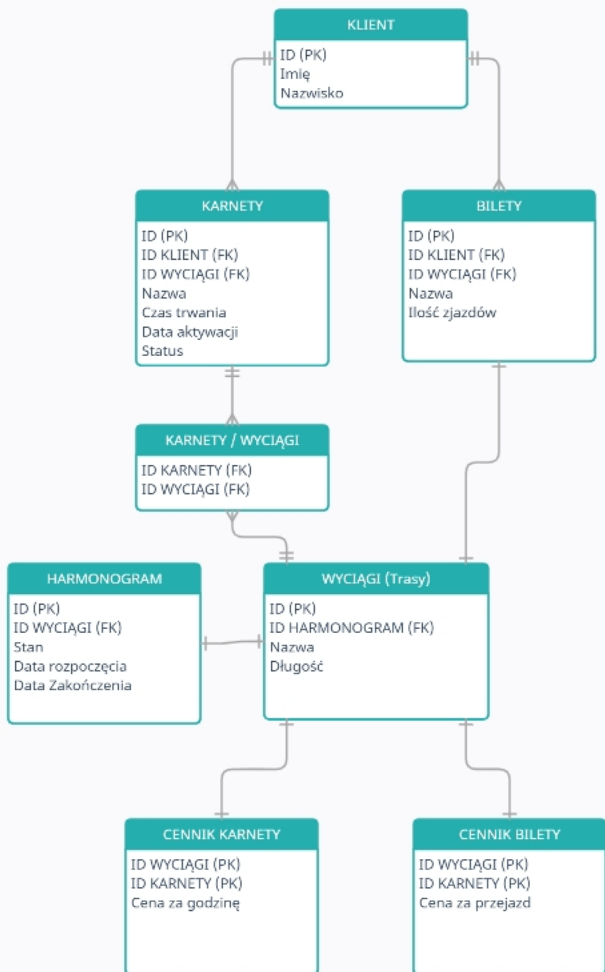 KLIENT
ID (PK)
Imię
Nazwisko
KARNETY
ID (PK)
ID KLIENT (FK)
ID WYCIĄGI (FK)
Nazwa
Czas trwania
Data aktywacji
Status
BILETY
ID (PK)
ID KLIENT (FK)
ID WYCIĄGI (FK)
Nazwa
Ilość zjazdów
KARNETY / WYCIĄGI
ID KARNETY (FK)
ID WYCIĄGI (FK)
HARMONOGRAM
ID (PK)
ID WYCIĄGI (FK)
Stan
Data rozpoczęcia
Data Zakończenia
WYCIĄGI (Trasy)
ID (PK)
ID HARMONOGRAM (FK)
Nazwa
Długość
CENNIK KARNETY
ID WYCIĄGI (PK)
ID KARNETY (PK)
Cena za godzinę
CENNIK BILETY
ID WYCIĄGI (PK)
ID KARNETY (PK)
Cena za przejazd